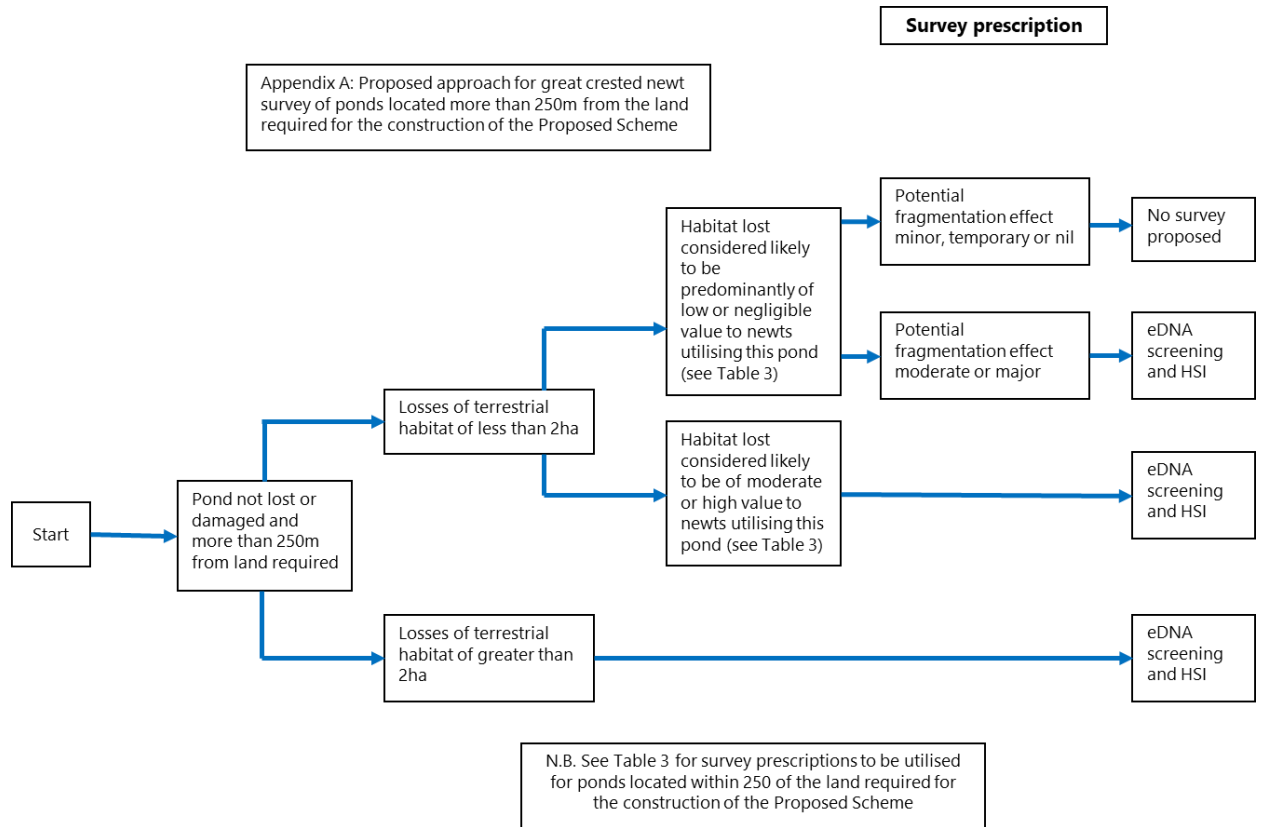 Survey prescription
Appendix A: Proposed approach for great crested newt
survey of ponds located more than 250m from the land
required for the construction of the Proposed Scheme
Start
Pond not lost or
damaged and
more than 250m
from land required
Losses of terrestrial
habitat of less than 2ha
Habitat lost
considered likely
to be
predominantly of
low or negligible
value to newts
utilising this pond
(see Table 3)
Potential
fragmentation effect
minor, temporary or nil
No survey
proposed
Potential
fragmentation effect
moderate or major
eDNA
screening
and HSI
Habitat lost
considered likely
to be of moderate
or high value to
newts utilising this
pond (see Table 3)
eDNA
screening
and HSI
Losses of terrestrial
habitat of greater than
2ha
eDNA
screening
and HSI
N.B. See Table 3 for survey prescriptions to be utilised
for ponds located within 250 of the land required for
the construction of the Proposed Scheme